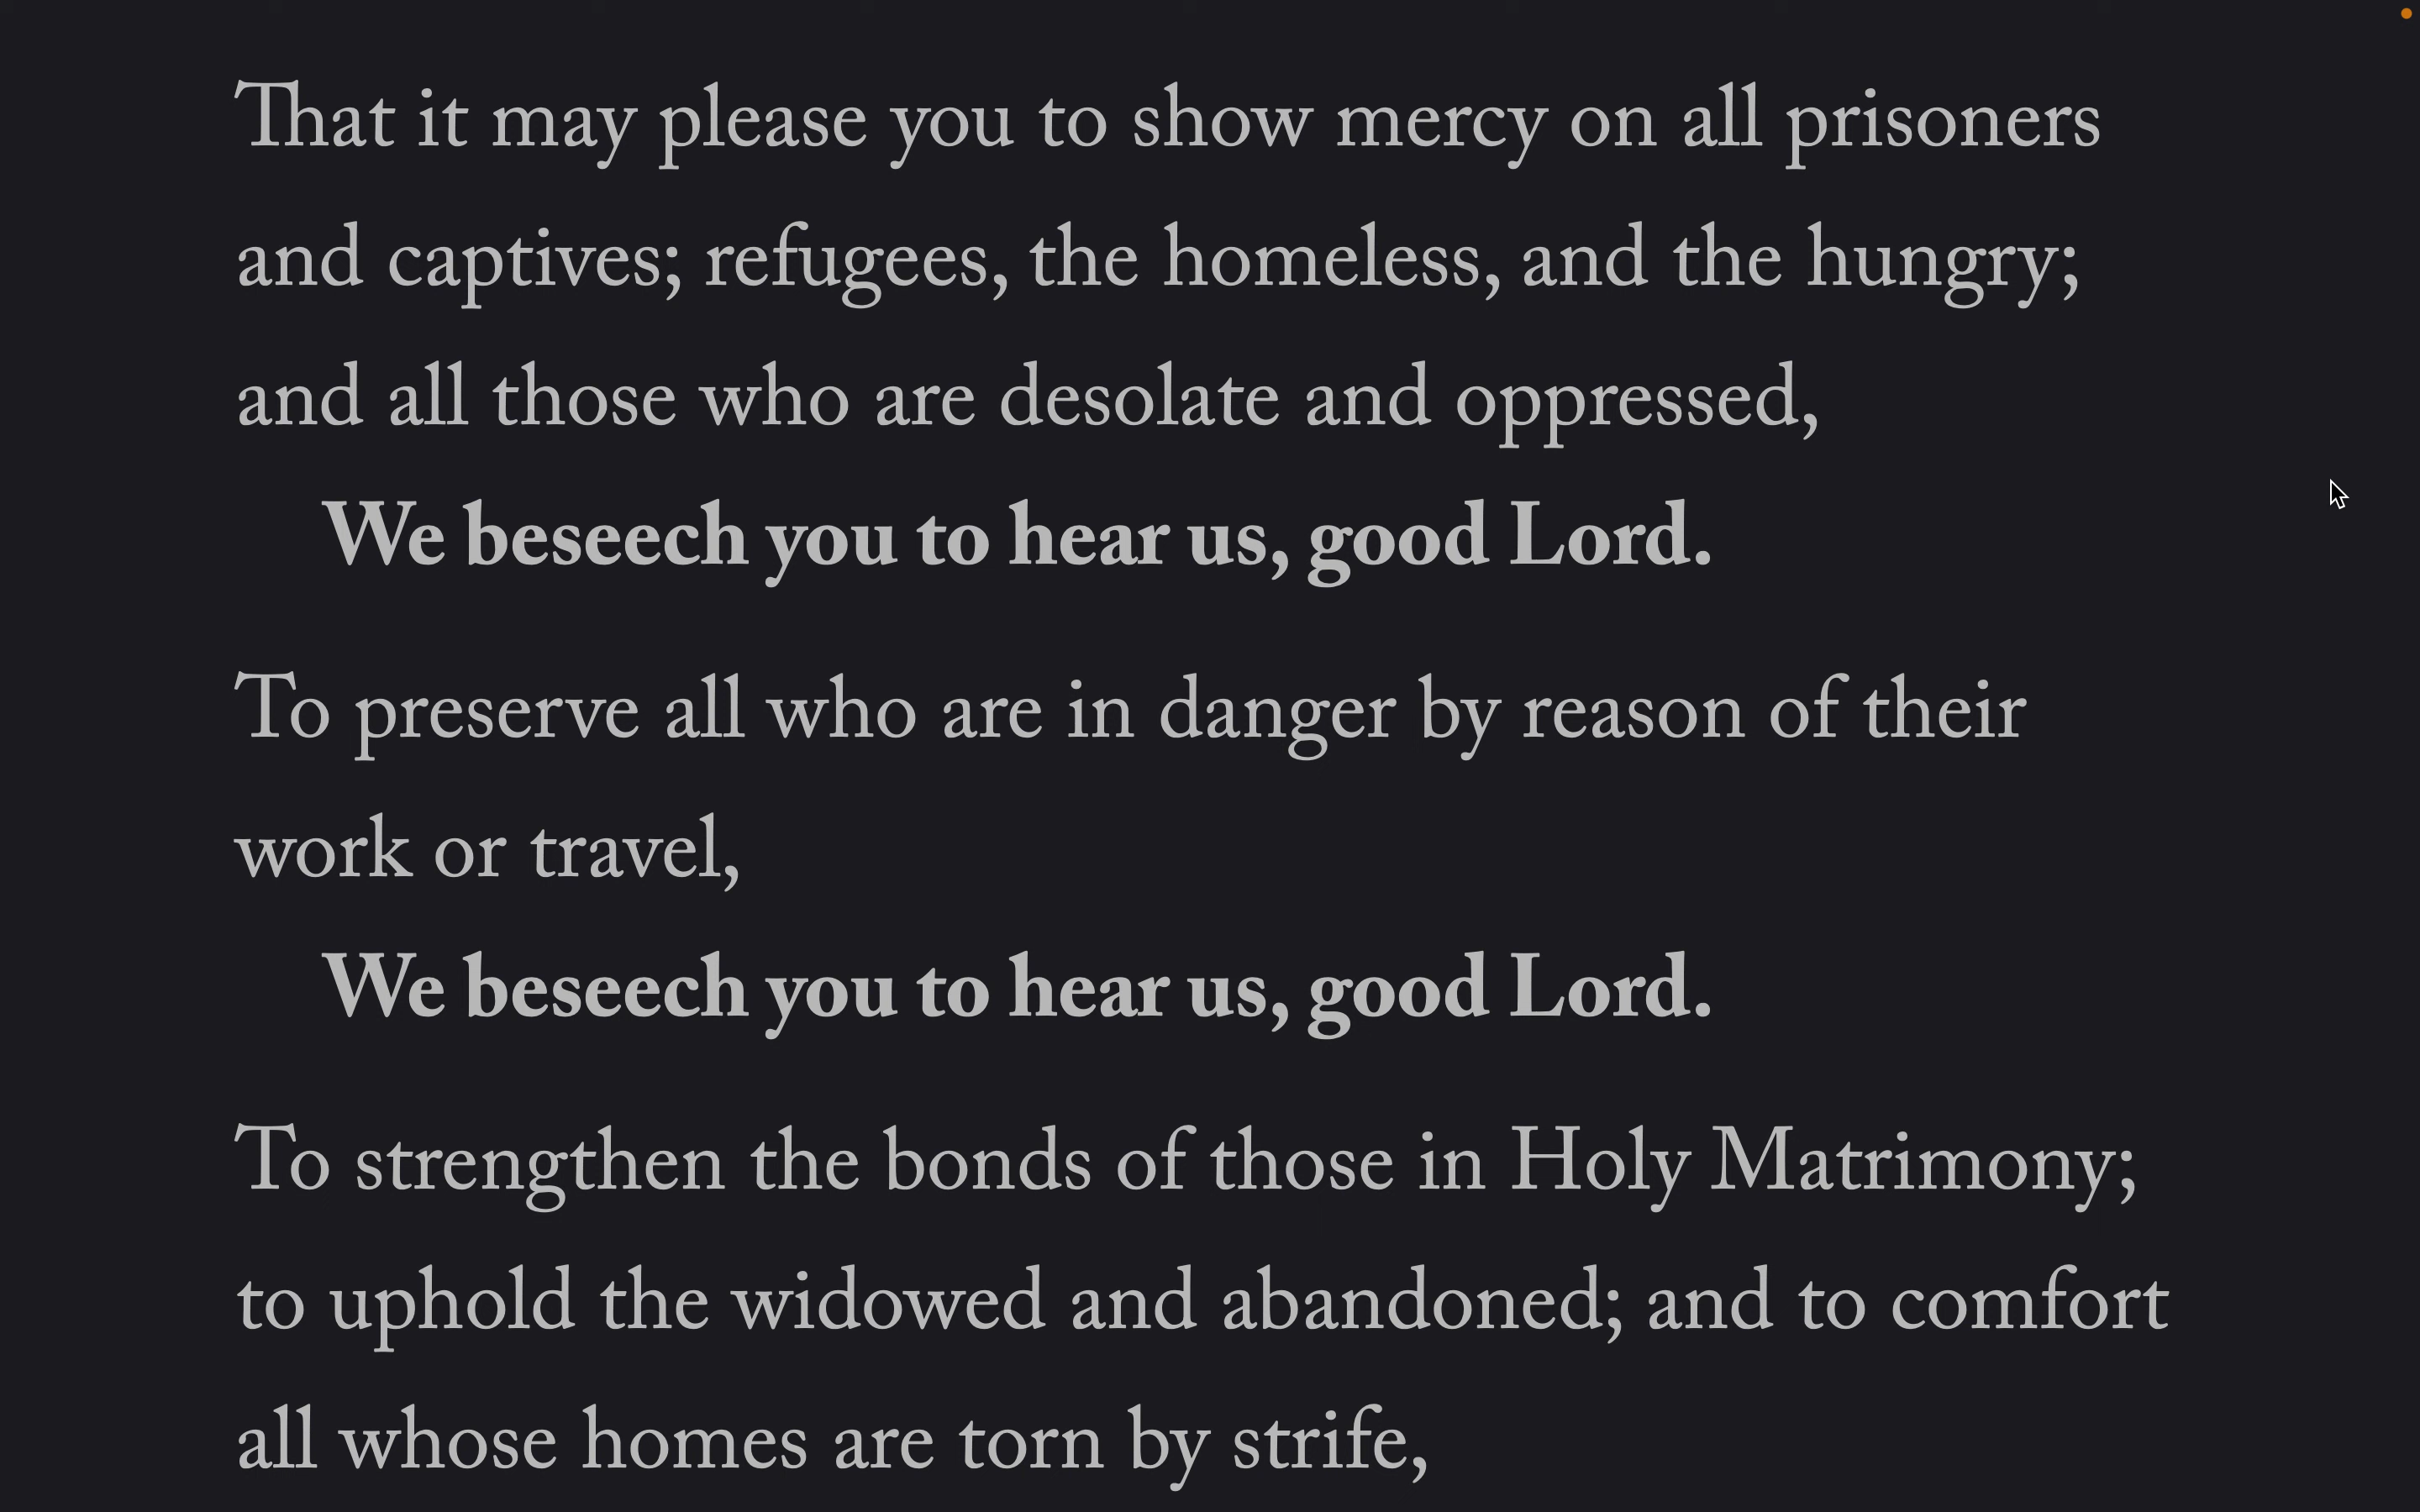 That it may please you to show mercy on all prisoners
and captives; refugees, the homeless, and the hungry;
and all those who are desolate and oppressed,
We beseech you to hear us, good Lord.
To preserve all who are in danger by reason of their
work or travel,
We beseech you to hear us, good Lord.
To strengthen the bonds of those in Holy Matrimony;
to uphold the widowed and abandoned; and to comfort
all whose homes are torn by strife,